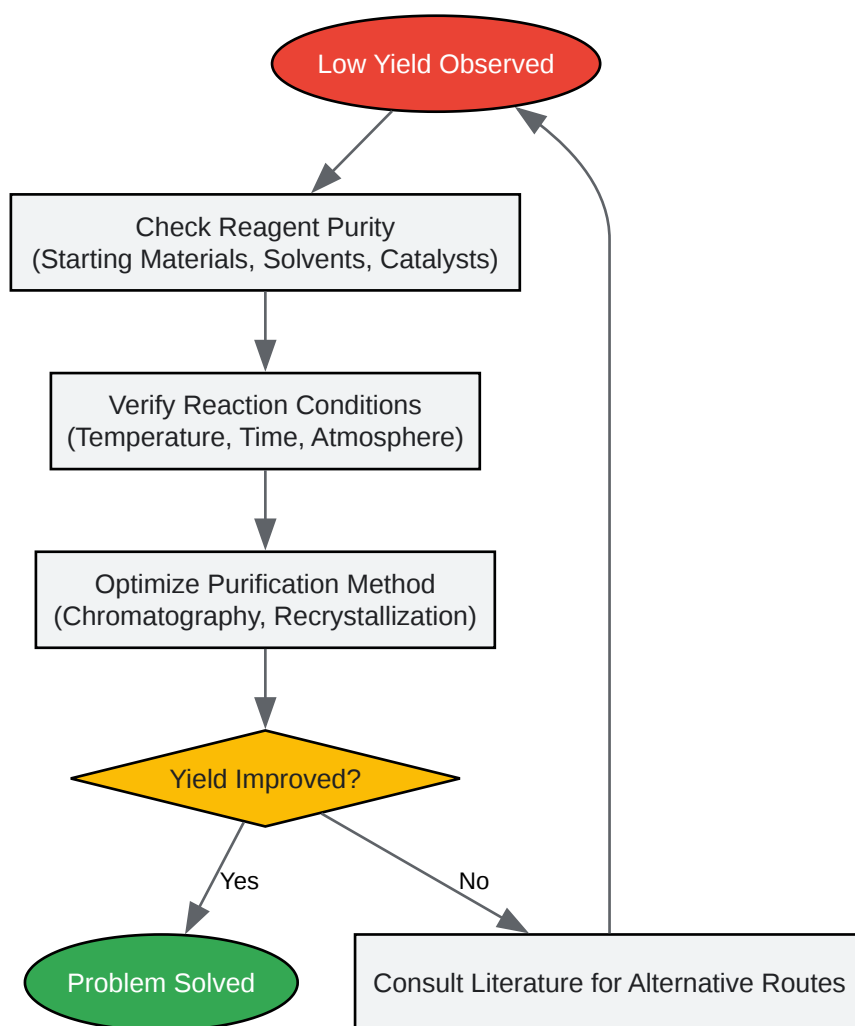 Low Yield Observed
Check Reagent Purity
(Starting Materials, Solvents, Catalysts)
Verify Reaction Conditions
(Temperature, Time, Atmosphere)
Optimize Purification Method
(Chromatography, Recrystallization)
Yield Improved?
Yes
No
Problem Solved
Consult Literature for Alternative Routes